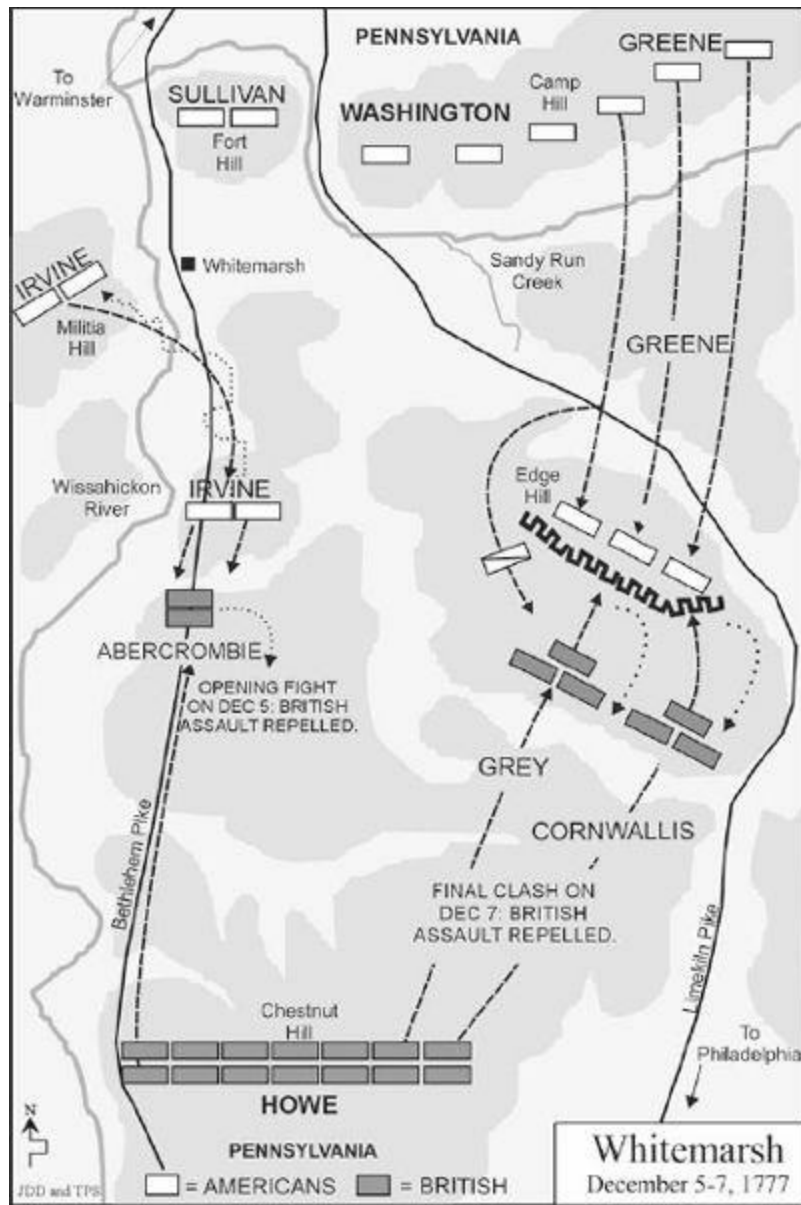 PENNSYLVANIA
GREENE
To
Warminster
SULLIVAN
Fort
Hill
WASHINGTON
Camp
Hill
Whitemarsh
Sandy Run
Creek
IRVINE
Militia
Hill
GREENE
Wissahickon
River
IRVINE
Edge
Hill
ABERCROMBIE
OPENING FIGHT
ON DEC 5: BRITISH
ASSAULT REPELLED.
GREY
CORNWALLIS
Bethlehem Pike
FINAL CLASH ON
DEC 7: BRITISH
ASSAULT REPELLED.
Limekiln Pike
Chestnut
Hill
To
Philadelphia
HOWE
N
PENNSYLVANIA
JDD and TPS
= AMERICANS
= BRITISH
Whitemarsh
December 5-7, 1777